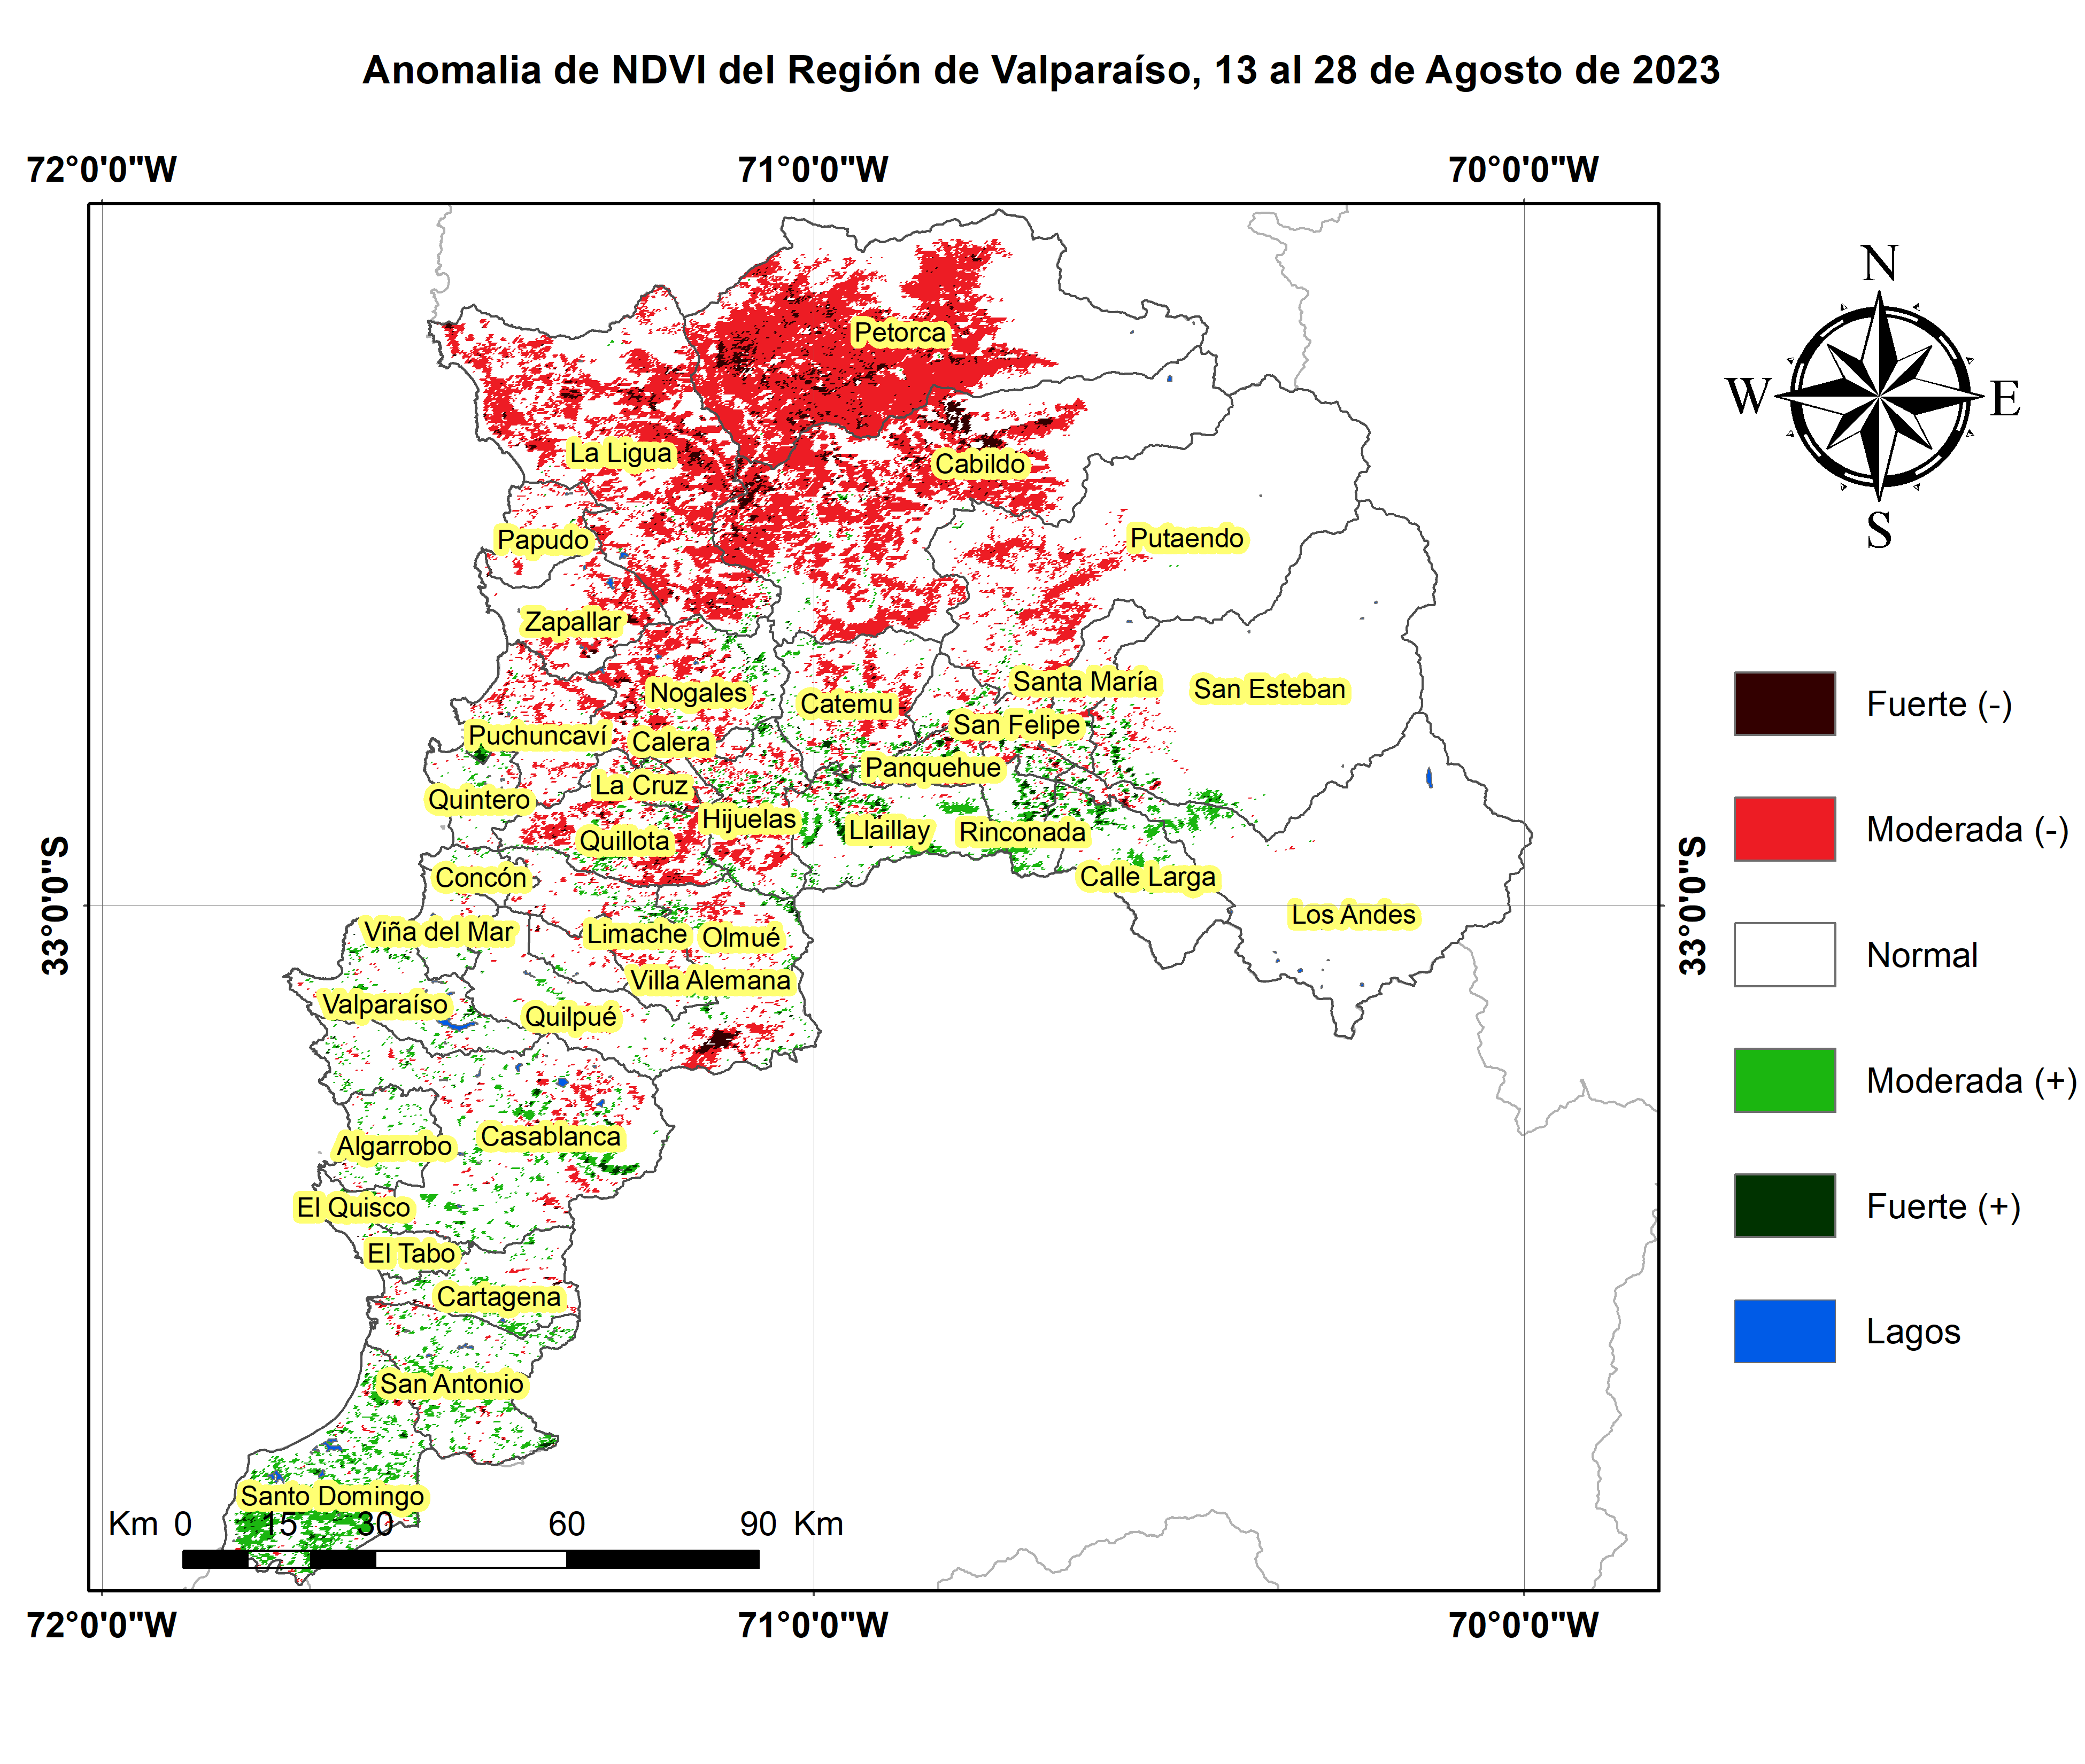 Anomalia de NDVI del Región de Valparaíso, 13 al 28 de Agosto de 2023
72°0'0"W
71°0'0"W
70°0'0"W
N
W
E
S
Petorca
La Ligua
Cabildo
Papudo
Putaendo
Zapallar
Nogales
Santa María
San Esteban
Catemu
San Felipe
Puchuncaví
Calera
Panquehue
La Cruz
Quintero
Hijuelas
Llaillay
Rinconada
Quillota
Concón
Calle Larga
Los Andes
Viña del Mar
Limache
Olmué
Villa Alemana
Valparaíso
Quilpué
Casablanca
Algarrobo
El Quisco
El Tabo
Cartagena
San Antonio
Santo Domingo
33°0'0"S
33°0'0"S
Fuerte (-)
Moderada (-)
Normal
Moderada (+)
Fuerte (+)
Lagos
Km 0 15 30 60 90 Km
72°0'0"W
71°0'0"W
70°0'0"W